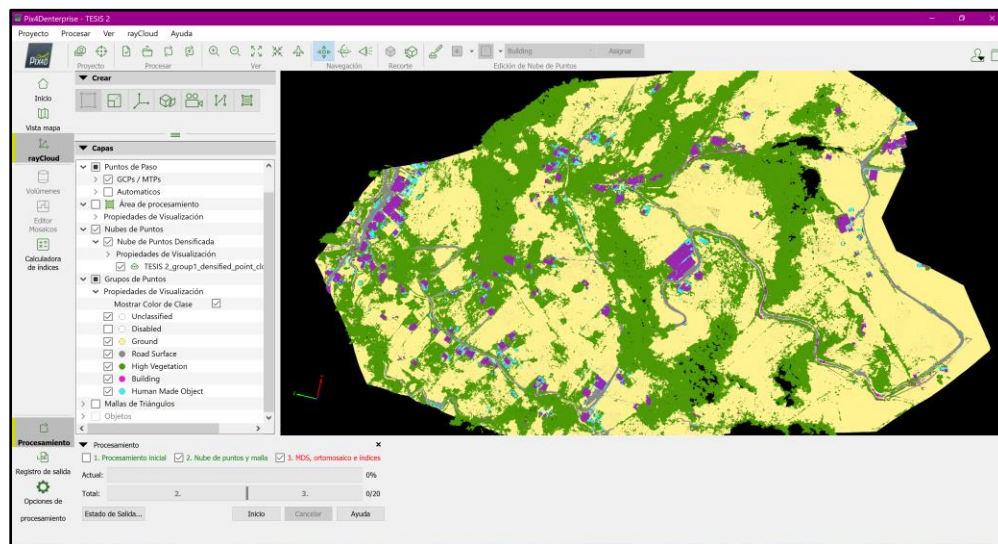 Pix4Denterprise - TESIS 2
Proyecto Procesar Ver rayCloud Ayuda
PIX4D
Building Asignar
Proyecto Procesar Ver Navegación Recorte Edición de Nube de Puntos
Inicio
Vista mapa
rayCloud
Volúmenes
Editor
Mosaicos
Calculadora
de índices
Crear
Capas
Puntos de Paso
GCPs / MTPs
Automaticos
Área de procesamiento
Propiedades de Visualización
Nubes de Puntos
Nube de Puntos Densificada
Propiedades de Visualización
TESIS 2_group1_densified_point_clo
Grupos de Puntos
Propiedades de Visualización
Mostrar Color de Clase
Unclassified
Disabled
Ground
Road Surface
High Vegetation
Building
Human Made Object
Mallas de Triángulos
Objetos
Procesamiento
Registro de salida
Opciones de
procesamiento
Procesamiento
1. Procesamiento inicial 2. Nube de puntos y malla 3. MDS, ortomosaico e índices
Actual: 0%
Total: 2. 3. 0/20
Estado de Salida... Inicio Cancelar Ayuda